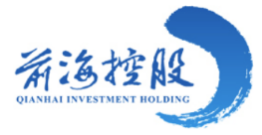 前海控股
QIANHAI INVESTMENT HOLDING